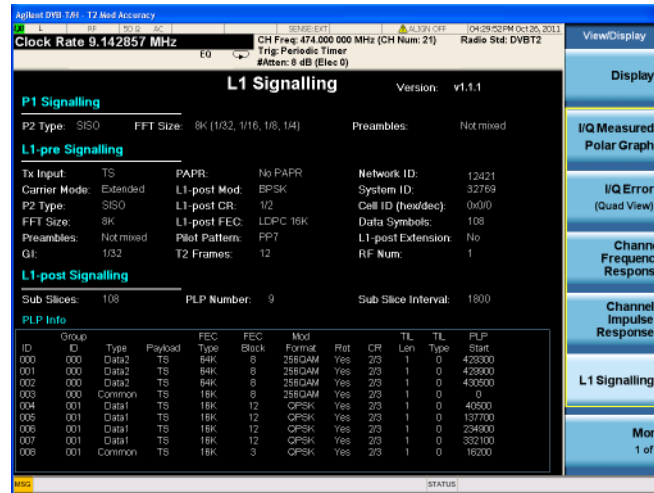 Agilent DVB-T/H - T2 Mod Accuracy
L RF 50 Ω AC SENSE:EXT ALIGN OFF 04:29:52 PM Oct 26, 2011
Clock Rate 9.142857 MHz CH Freq: 474.000 000 MHz (CH Num: 21) Radio Std: DVBT2
EQ Trig: Periodic Timer
#Atten: 8 dB (Elec 0)
View/Display
Display
I/Q Measured
Polar Graph
I/Q Error
(Quad View)
Channe
Frequenc
Respons
Channel
Impulse
Response
L1 Signalling
Mor
1 of
L1 Signalling Version: v1.1.1
P1 Signalling
P2 Type: SISO FFT Size: 8K (1/32, 1/16, 1/8, 1/4) Preambles: Not mixed
L1-pre Signalling
Tx Input: TS PAPR: No PAPR Network ID: 12421
Carrier Mode: Extended L1-post Mod: BPSK System ID: 32769
P2 Type: SISO L1-post CR: 1/2 Cell ID (hex/dec): 0x0/0
FFT Size: 8K L1-post FEC: LDPC 16K Data Symbols: 108
Preambles: Not mixed Pilot Pattern: PP7 L1-post Extension: No
GI: 1/32 T2 Frames: 12 RF Num: 1
L1-post Signalling
Sub Slices: 108 PLP Number: 9 Sub Slice Interval: 1800
PLP Info
Group FEC FEC Mod TIL TIL PLP
ID ID Type Payload Type Block Format Rot CR Len Type Start
000 000 Data2 TS 64K 8 256QAM Yes 2/3 1 0 429300
001 000 Data2 TS 64K 8 256QAM Yes 2/3 1 0 429900
002 000 Data2 TS 64K 8 256QAM Yes 2/3 1 0 430500
003 000 Common TS 16K 8 256QAM Yes 2/3 1 0 0
004 001 Data1 TS 16K 12 QPSK Yes 2/3 1 0 40500
005 001 Data1 TS 16K 12 QPSK Yes 2/3 1 0 137700
006 001 Data1 TS 16K 12 QPSK Yes 2/3 1 0 234900
007 001 Data1 TS 16K 12 QPSK Yes 2/3 1 0 332100
008 001 Common TS 16K 3 QPSK Yes 2/3 1 0 16200
MSG STATUS